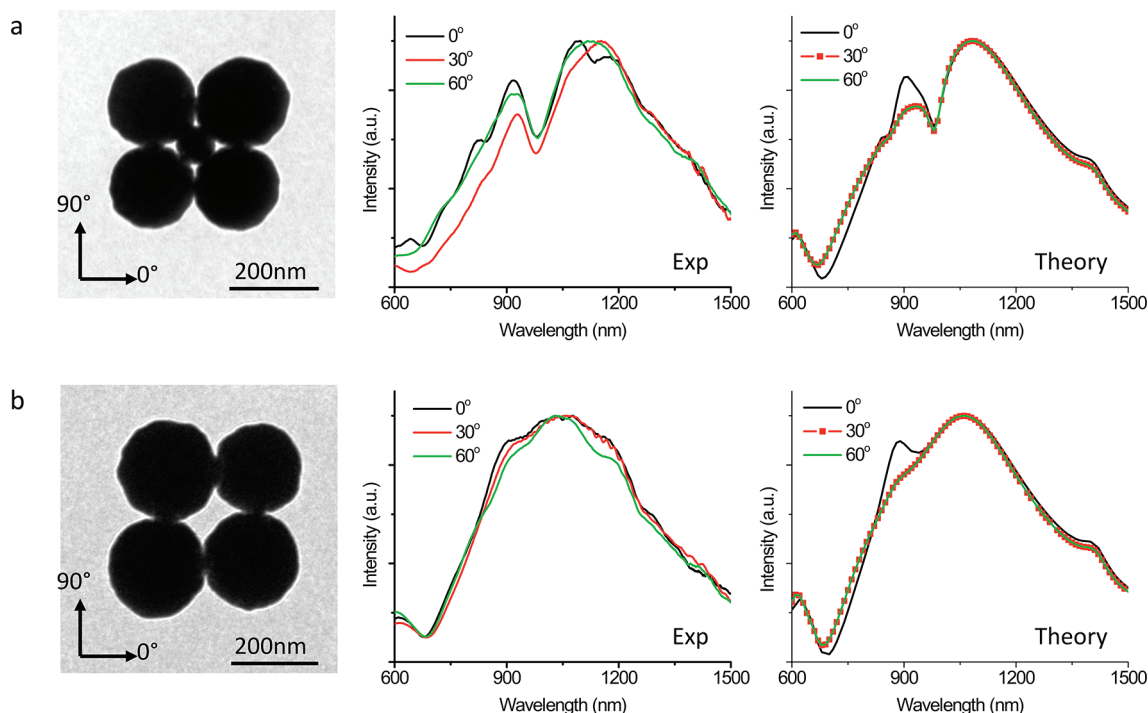 a
90°
0°
200nm
Intensity (a.u.)
0°
30°
60°
Exp
600 900 1200 1500
Wavelength (nm)
Intensity (a.u.)
0°
30°
60°
Theory
600 900 1200 1500
Wavelength (nm)
b
90°
0°
200nm
Intensity (a.u.)
0°
30°
60°
Exp
600 900 1200 1500
Wavelength (nm)
Intensity (a.u.)
0°
30°
60°
Theory
600 900 1200 1500
Wavelength (nm)